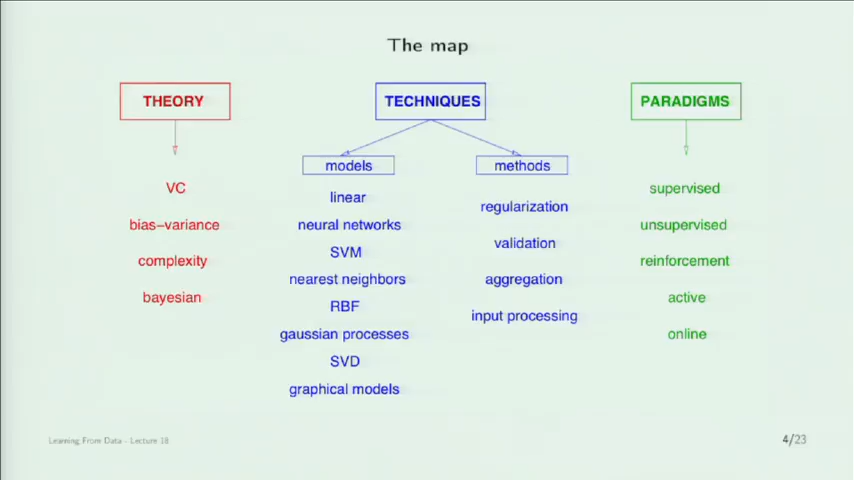 The map
THEORY
TECHNIQUES
PARADIGMS
models
methods
VC
bias–variance
complexity
bayesian
linear
neural networks
SVM
nearest neighbors
RBF
gaussian processes
SVD
graphical models
regularization
validation
aggregation
input processing
supervised
unsupervised
reinforcement
active
online
Learning From Data - Lecture 18
4/23